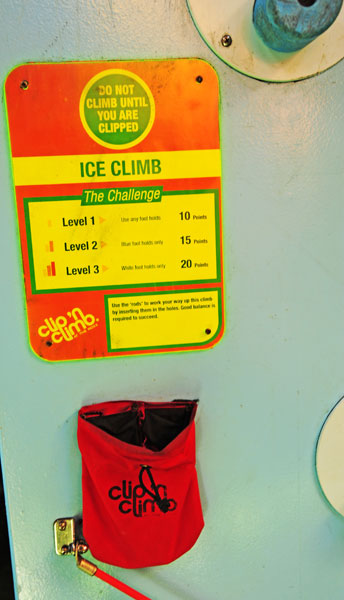 DO NOT
CLIMB UNTIL
YOU ARE
CLIPPED
ICE CLIMB
The Challenge
Level 1 Use any foot holds 10 Points
Level 2 Blue foot holds only 15 Points
Level 3 White foot holds only 20 Points
clip 'n
climb
Use the 'rods' to work your way up this climb
by inserting them in the holes. Good balance is
required to succeed.
clip'n
climb